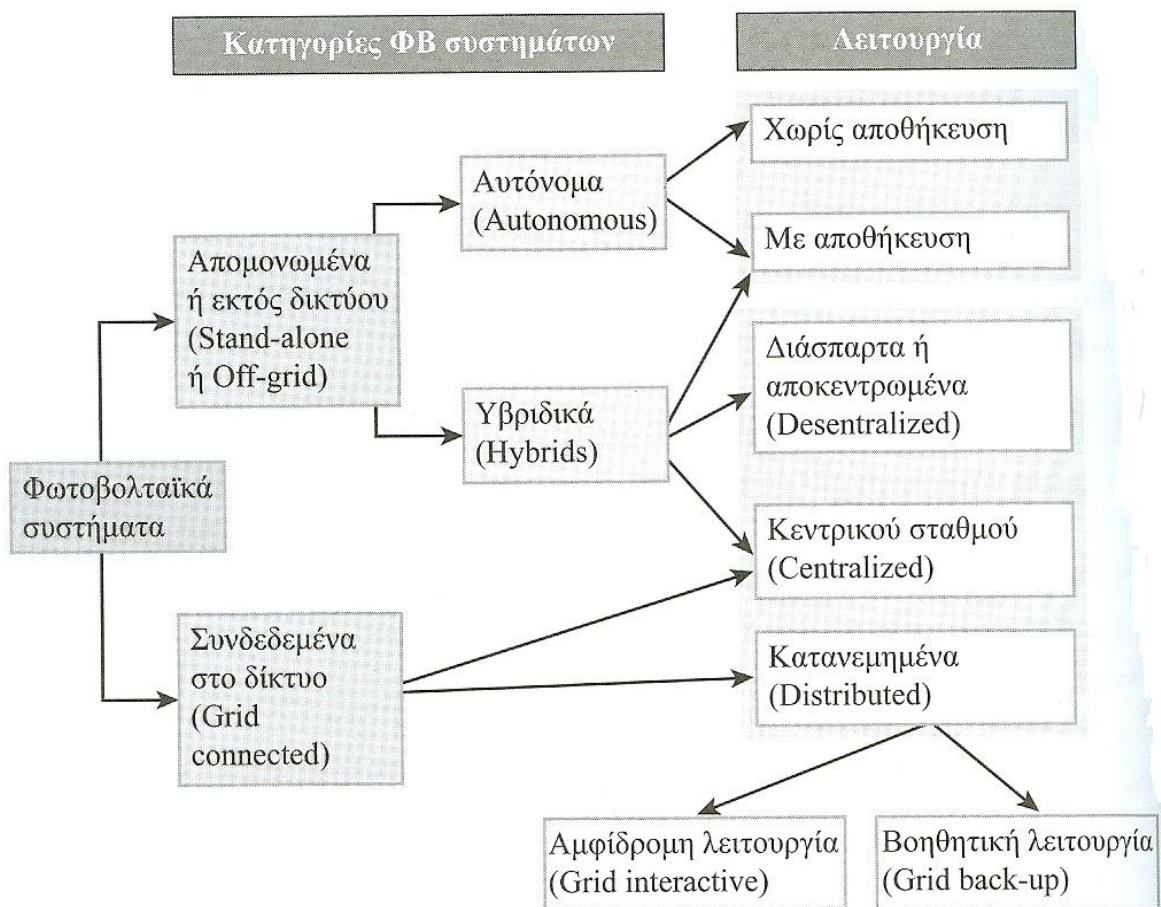 Κατηγορίες ΦΒ συστημάτων
Λειτουργία
Χωρίς αποθήκευση
Αυτόνομα
(Autonomous)
Με αποθήκευση
Απομονωμένα
ή εκτός δικτύου
(Stand-alone
ή Off-grid)
Διάσπαρτα ή
αποκεντρωμένα
(Desentralized)
Υβριδικά
(Hybrids)
Φωτοβολταϊκά
συστήματα
Κεντρικού σταθμού
(Centralized)
Συνδεδεμένα
στο δίκτυο
(Grid
connected)
Κατανεμημένα
(Distributed)
Αμφίδρομη λειτουργία
(Grid interactive)
Βοηθητική λειτουργία
(Grid back-up)